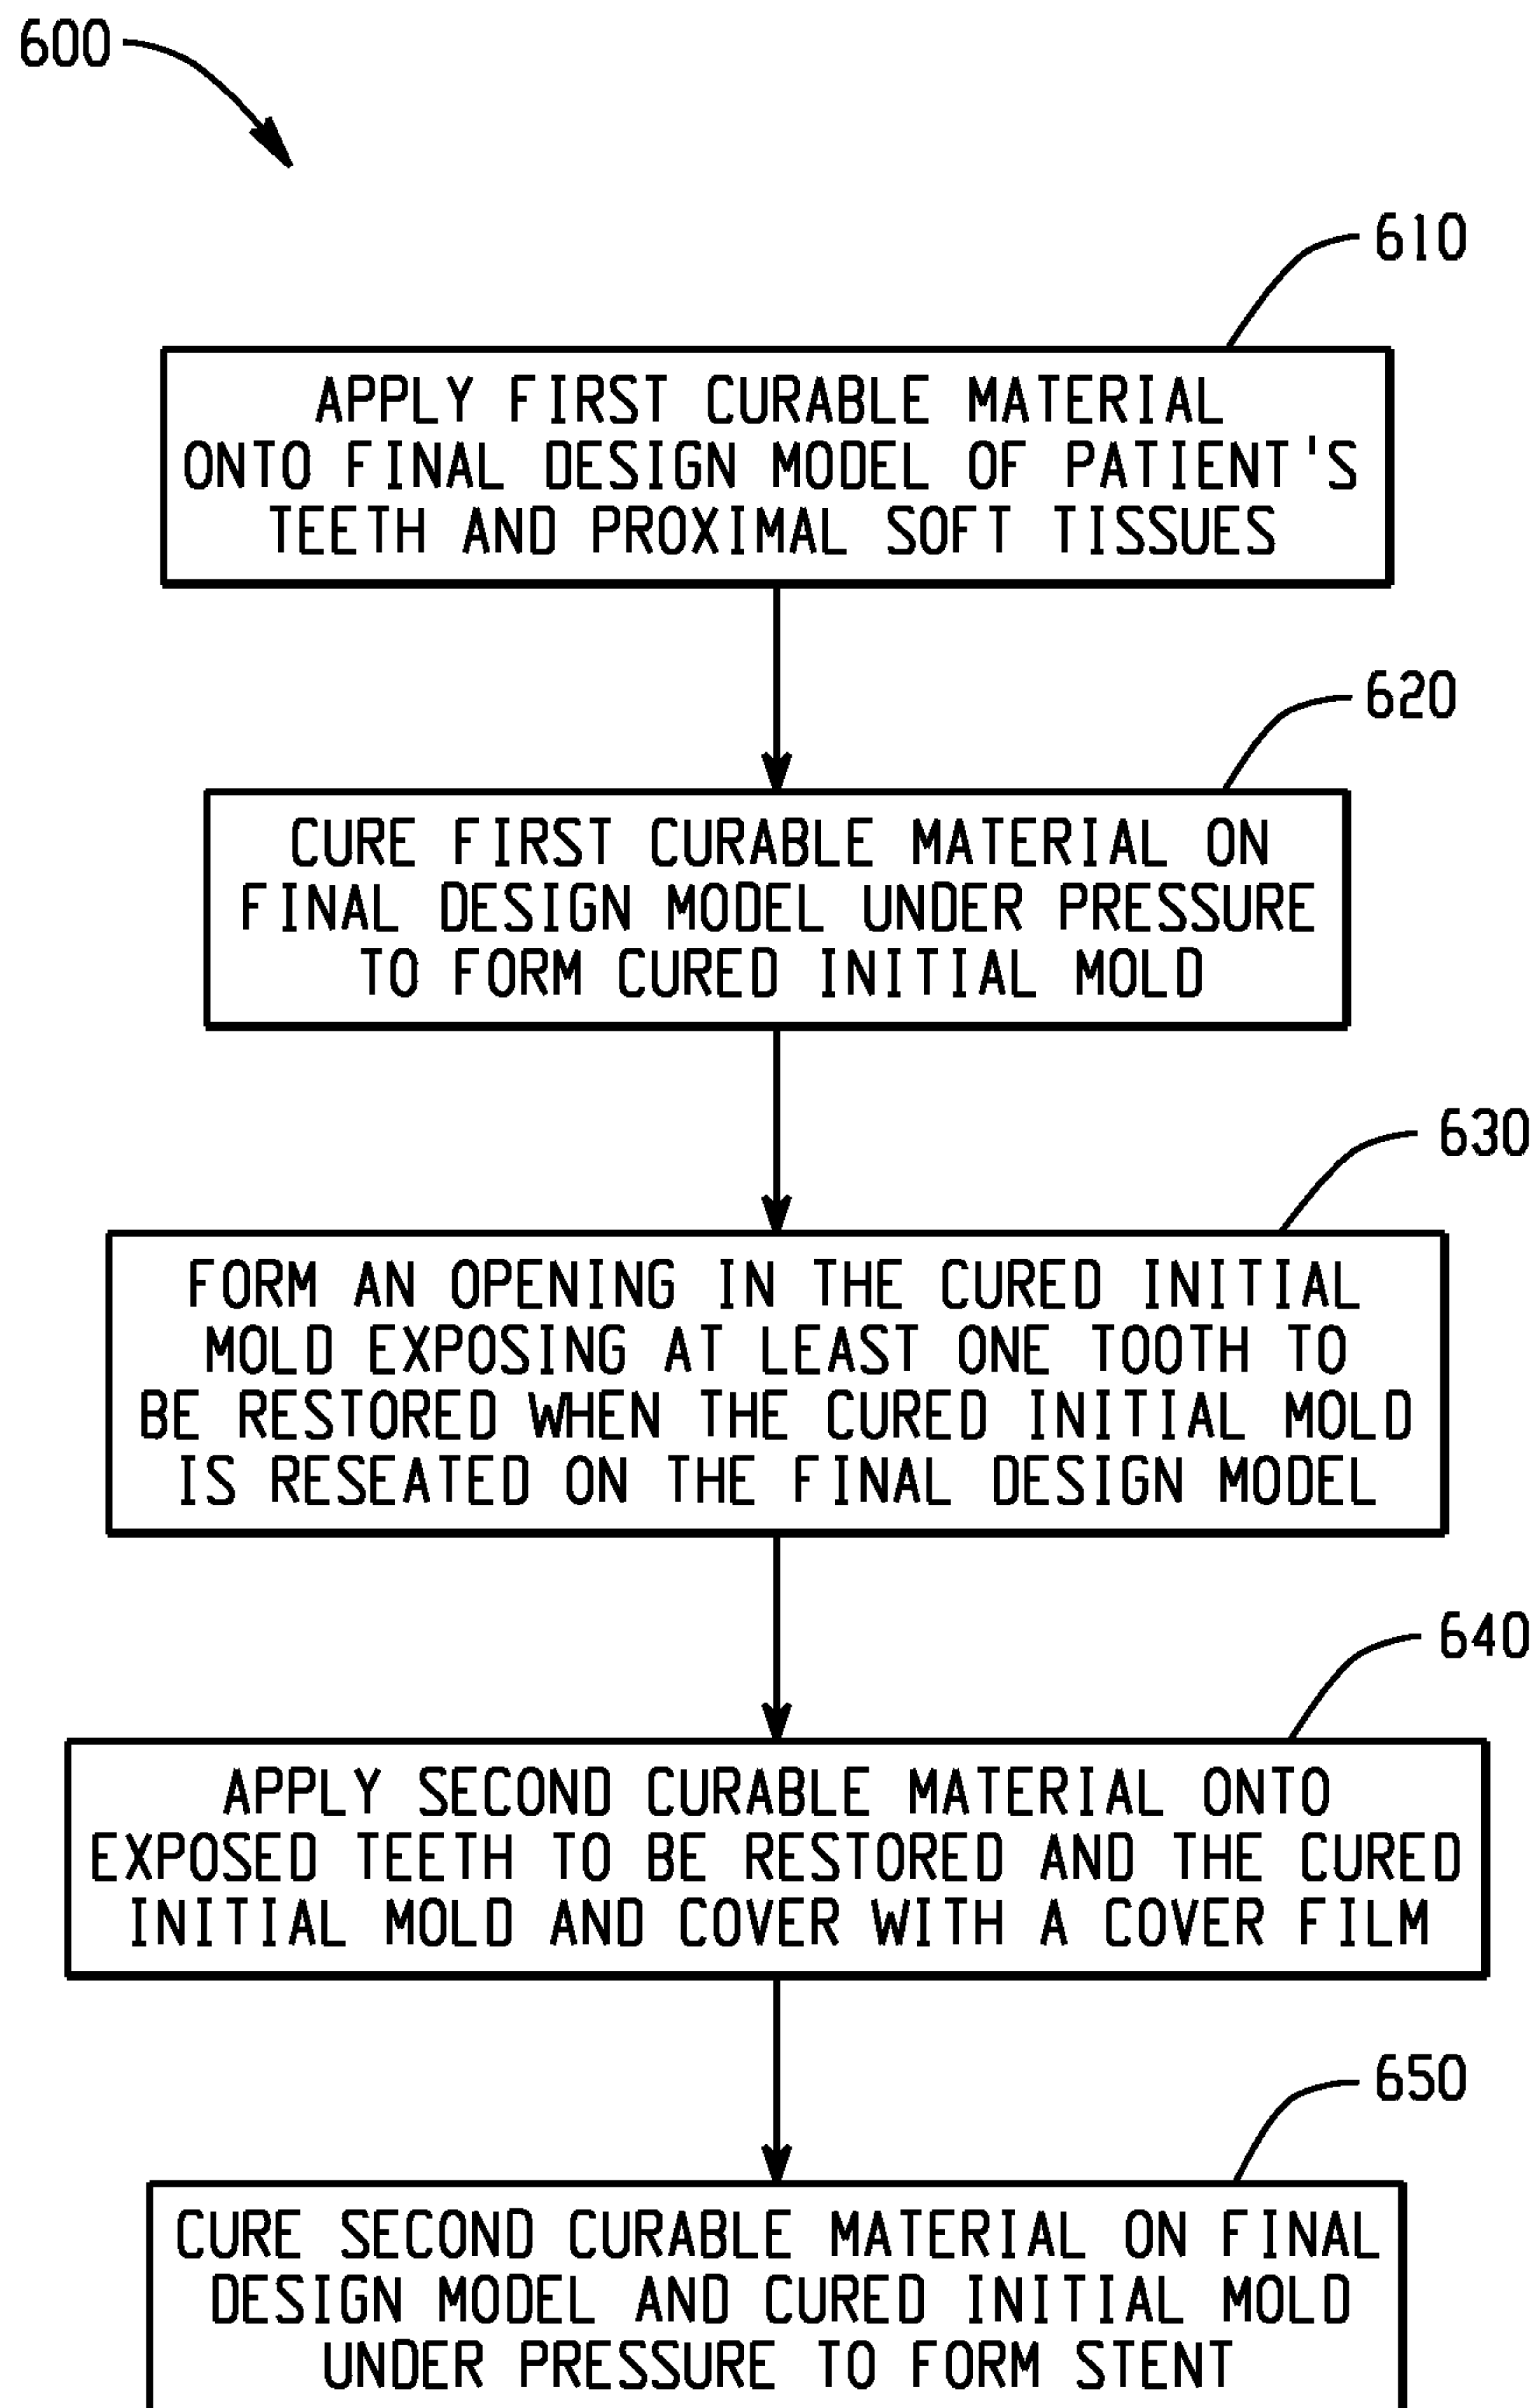 600
610
APPLY FIRST CURABLE MATERIAL
ONTO FINAL DESIGN MODEL OF PATIENT'S
TEETH AND PROXIMAL SOFT TISSUES
620
CURE FIRST CURABLE MATERIAL ON
FINAL DESIGN MODEL UNDER PRESSURE
TO FORM CURED INITIAL MOLD
630
FORM AN OPENING IN THE CURED INITIAL
MOLD EXPOSING AT LEAST ONE TOOTH TO
BE RESTORED WHEN THE CURED INITIAL MOLD
IS RESEATED ON THE FINAL DESIGN MODEL
640
APPLY SECOND CURABLE MATERIAL ONTO
EXPOSED TEETH TO BE RESTORED AND THE CURED
INITIAL MOLD AND COVER WITH A COVER FILM
650
CURE SECOND CURABLE MATERIAL ON FINAL
DESIGN MODEL AND CURED INITIAL MOLD
UNDER PRESSURE TO FORM STENT